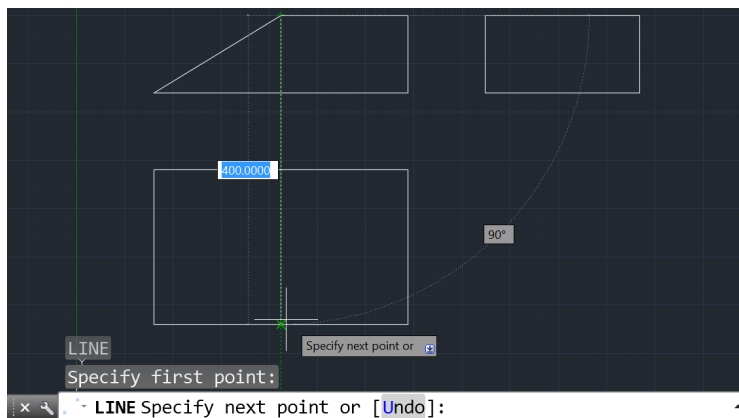 400.0000
90°
Specify next point or
LINE
Specify first point:
LINE Specify next point or [Undo]: